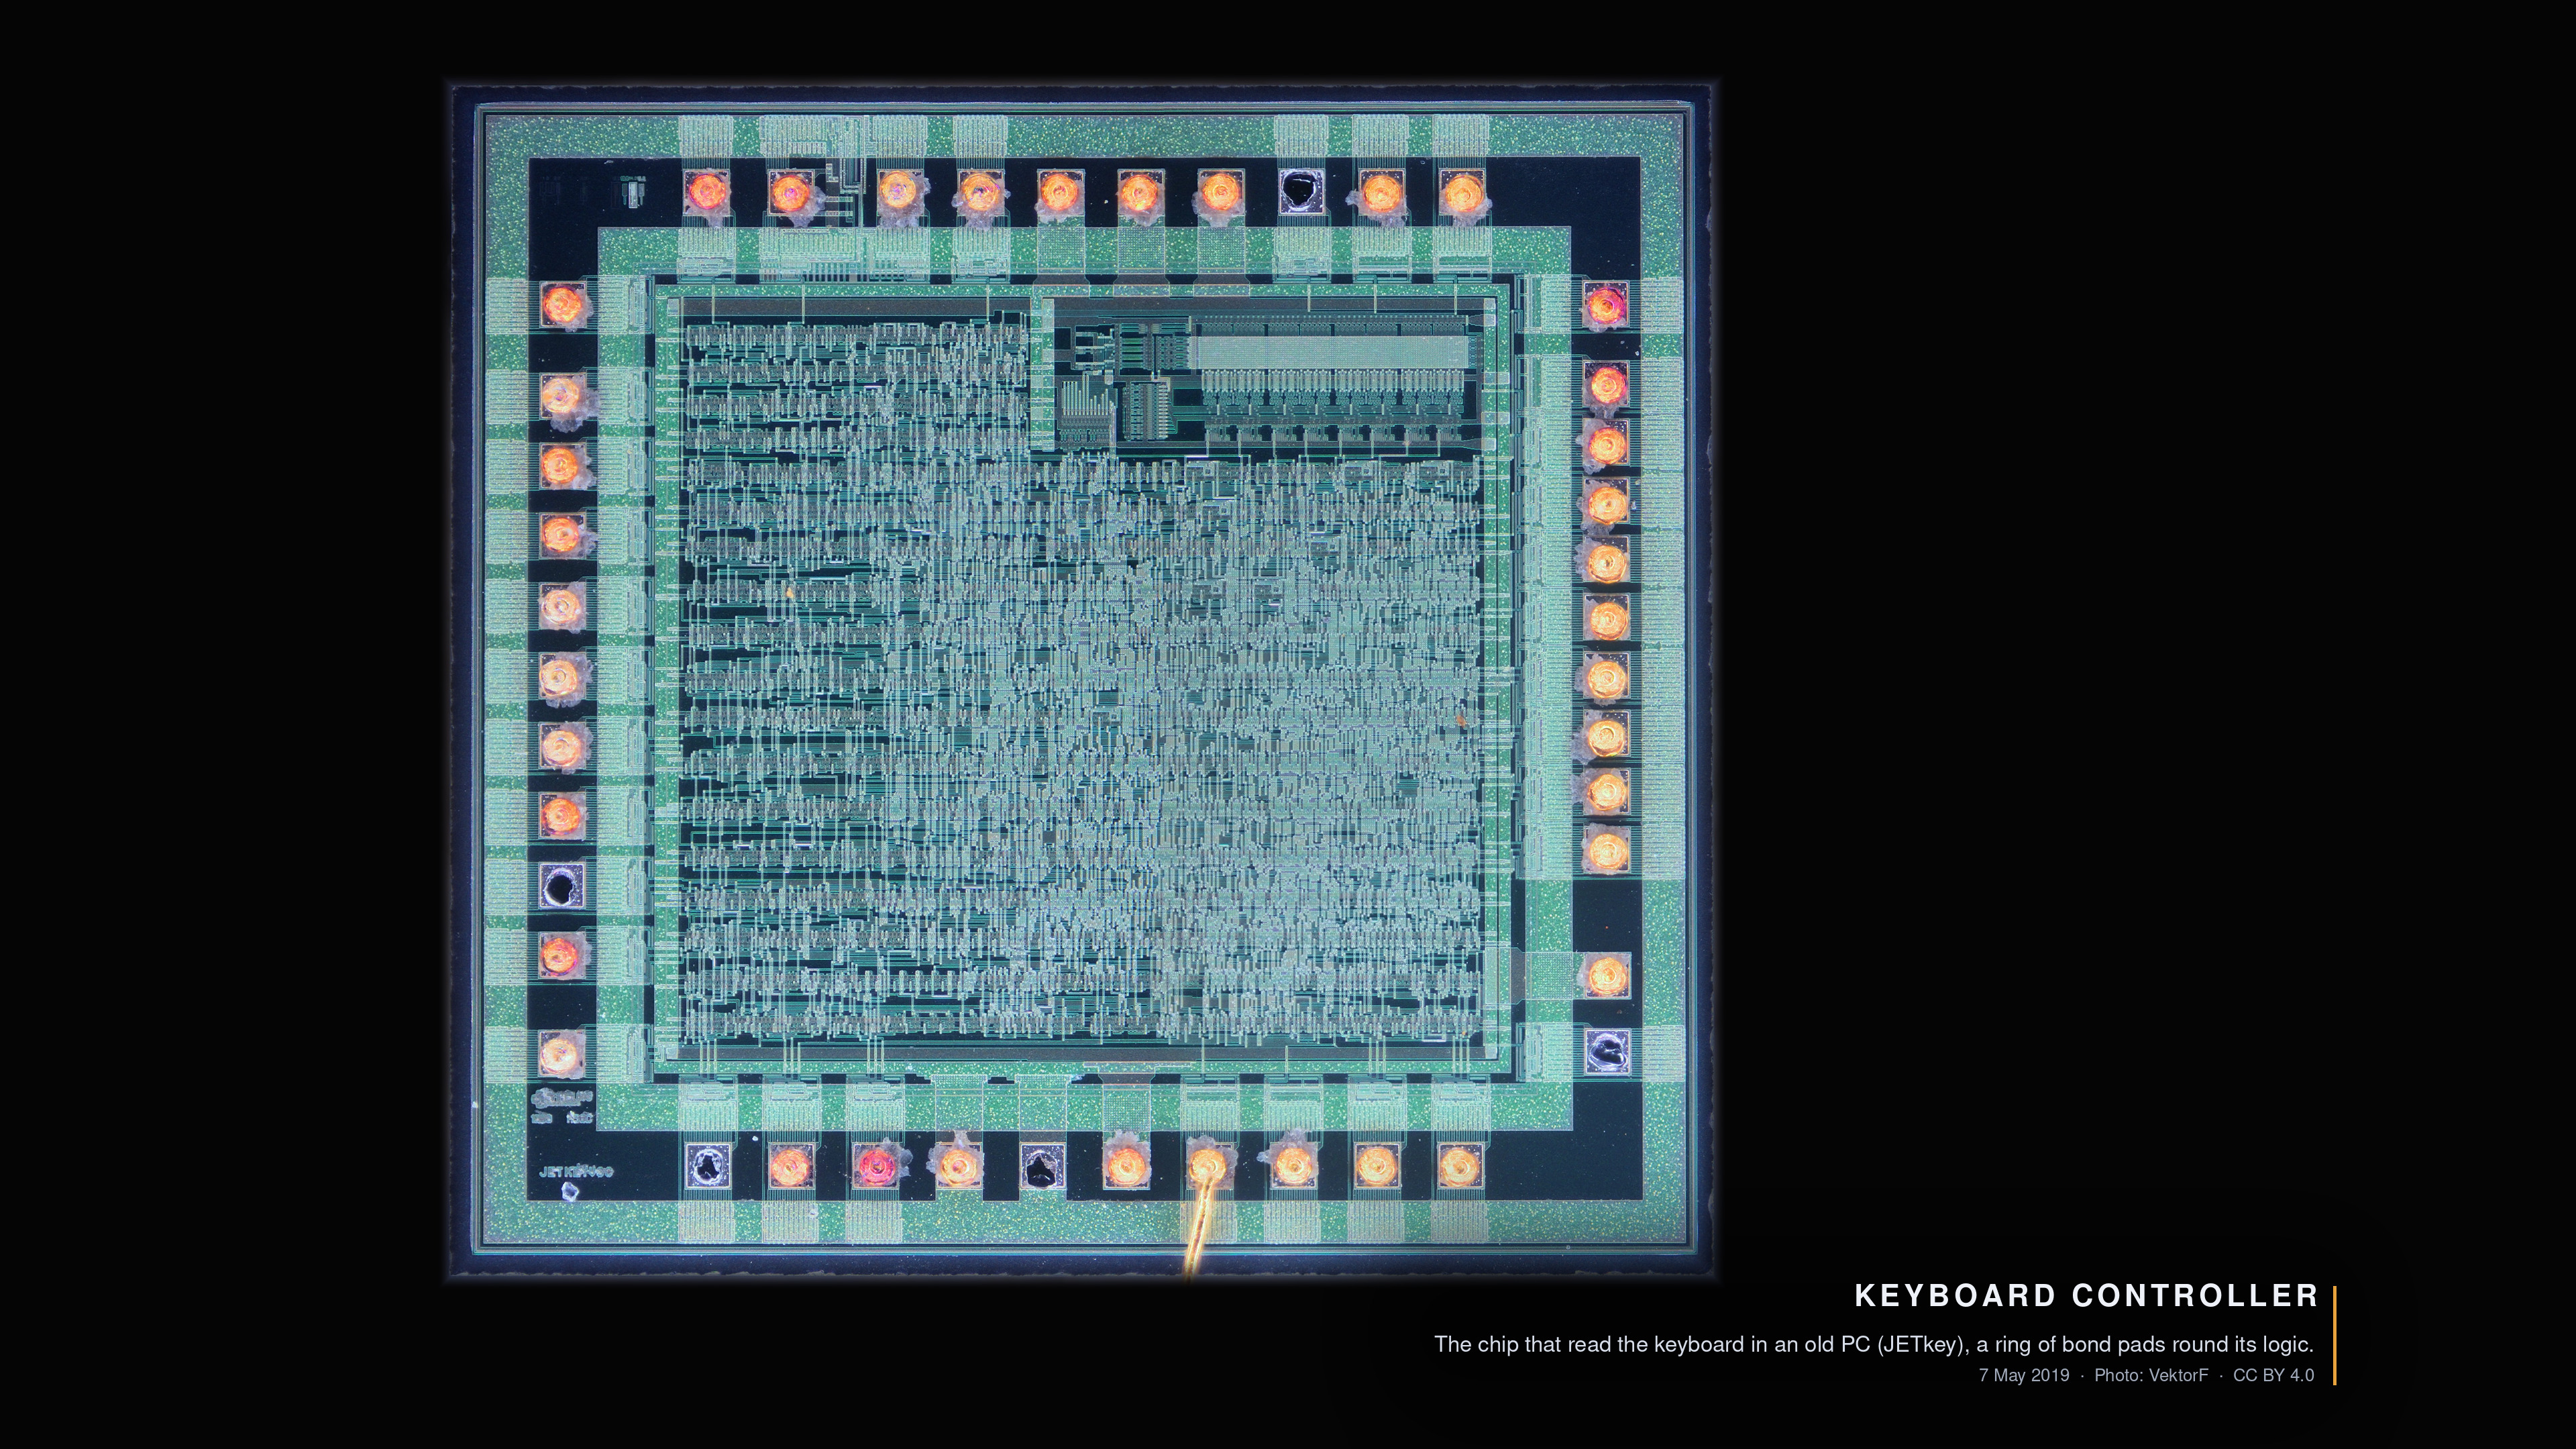 KEYBOARD CONTROLLER
The chip that read the keyboard in an old PC (JETkey), a ring of bond pads round its logic.
7 May 2019 · Photo: VektorF · CC BY 4.0